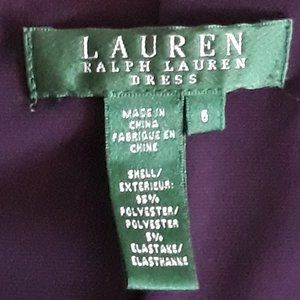 LAUREN
RALPH LAUREN
DRESS
MADE IN
CHINA
FABRIQUE EN
CHINE
6
SHELL/
EXTERIEUR:
95%
POLYESTER/
POLYESTER
5%
ELASTANE/
ELASTHANNE